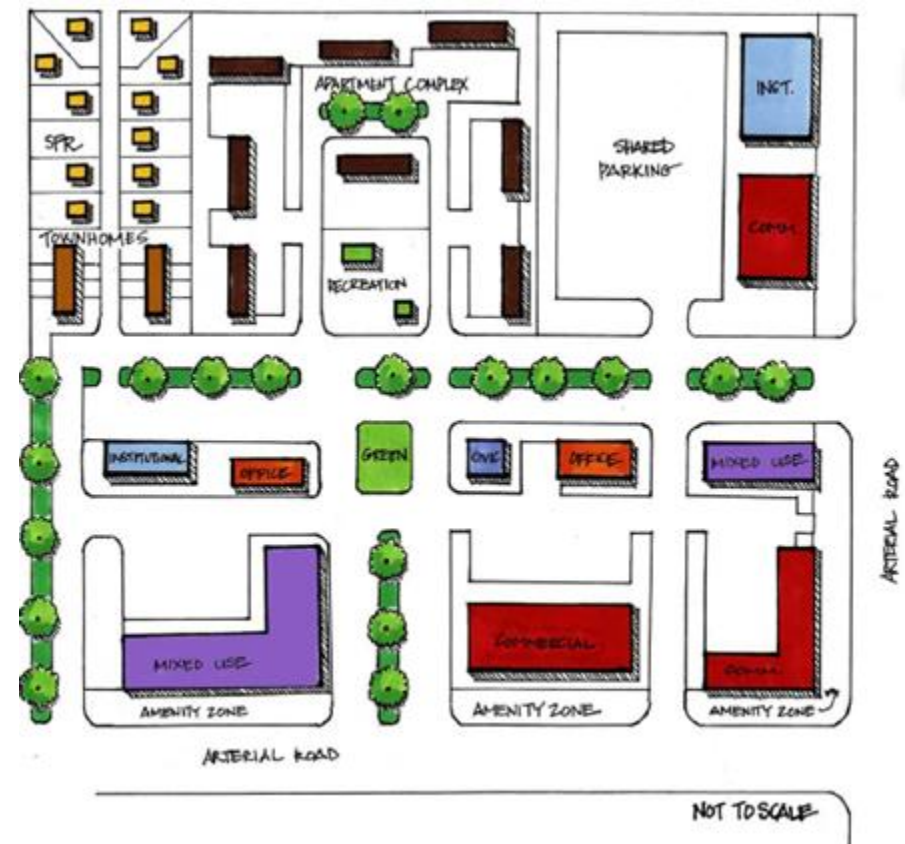 APARTMENT COMPLEX
INST.
SFR
SHARED
PARKING
COMM.
TOWNHOMES
RECREATION
INSTITUTIONAL
OFFICE
GREEN
CIVIC
OFFICE
MIXED USE
ARTERIAL ROAD
MIXED USE
COMMERCIAL
COMM.
AMENITY ZONE
AMENITY ZONE
AMENITY ZONE
ARTERIAL ROAD
NOT TO SCALE